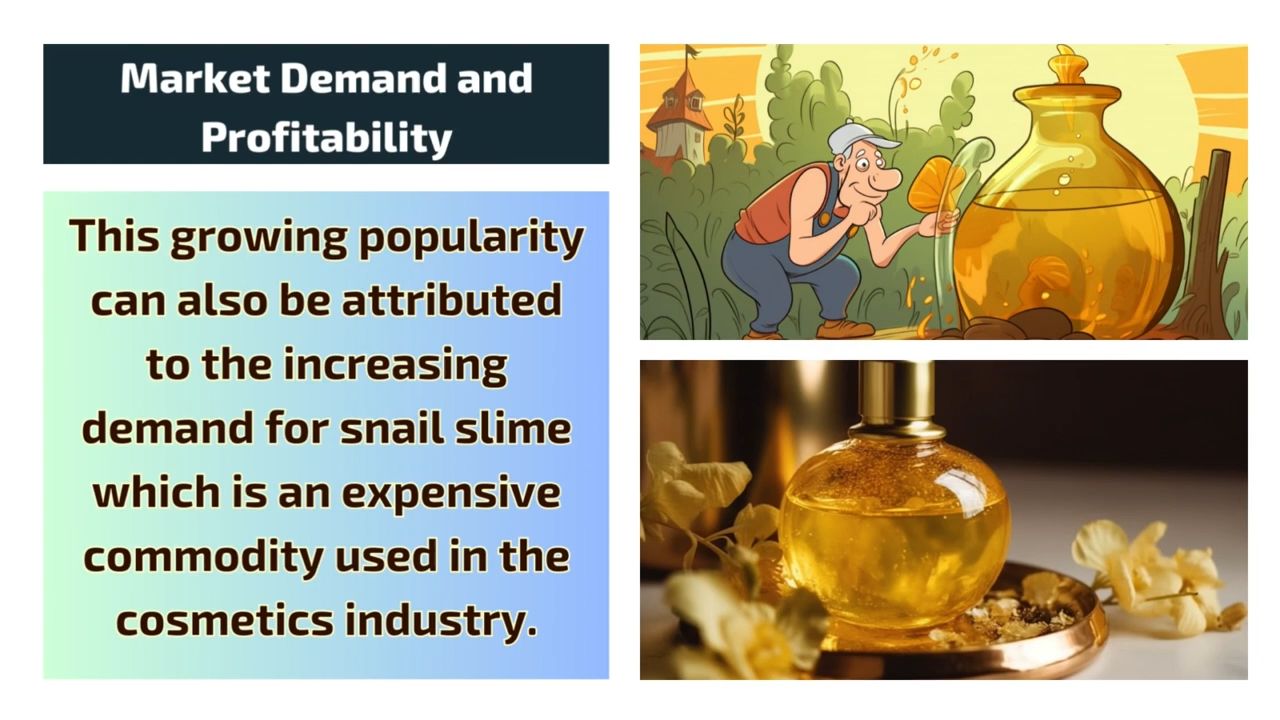 Market Demand and
Profitability
This growing popularity
can also be attributed
to the increasing
demand for snail slime
which is an expensive
commodity used in the
cosmetics industry.